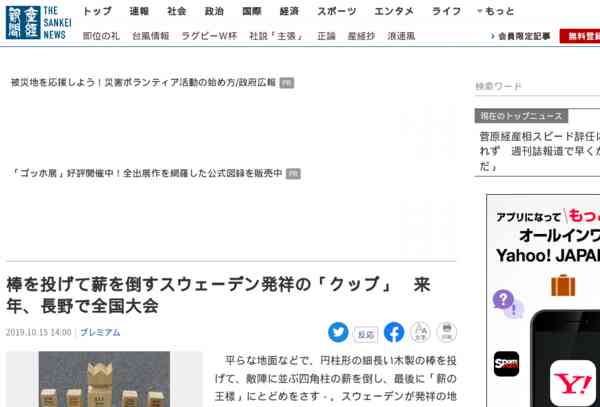 産経新聞
THE SANKEI NEWS
トップ 速報 社会 政治 国際 経済 スポーツ エンタメ ライフ もっと
即位の礼 台風情報 ラグビーW杯 社説「主張」 正論 産経抄 浪速風
会員限定記事 無料登録
被災地を応援しよう！災害ボランティア活動の始め方/政府広報 PR
検索ワード
現在のトップニュース
菅原経産相スピード辞任に
れず 週刊誌報道で早くか
だ」
「ゴッホ展」好評開催中！全出展作を網羅した公式図録を販売中 PR
棒を投げて薪を倒すスウェーデン発祥の「クッブ」 来
年、長野で全国大会
2019.10.15 14:00 プレミアム
反応
文字
印刷
平らな地面などで、円柱形の細長い木製の棒を投
げて、敵陣に並ぶ四角柱の薪を倒し、最後に「薪の
王様」にとどめをさす - 。スウェーデンが発祥の地
アプリになって もっ
オールインワ
Yahoo! JAPAN
Y!